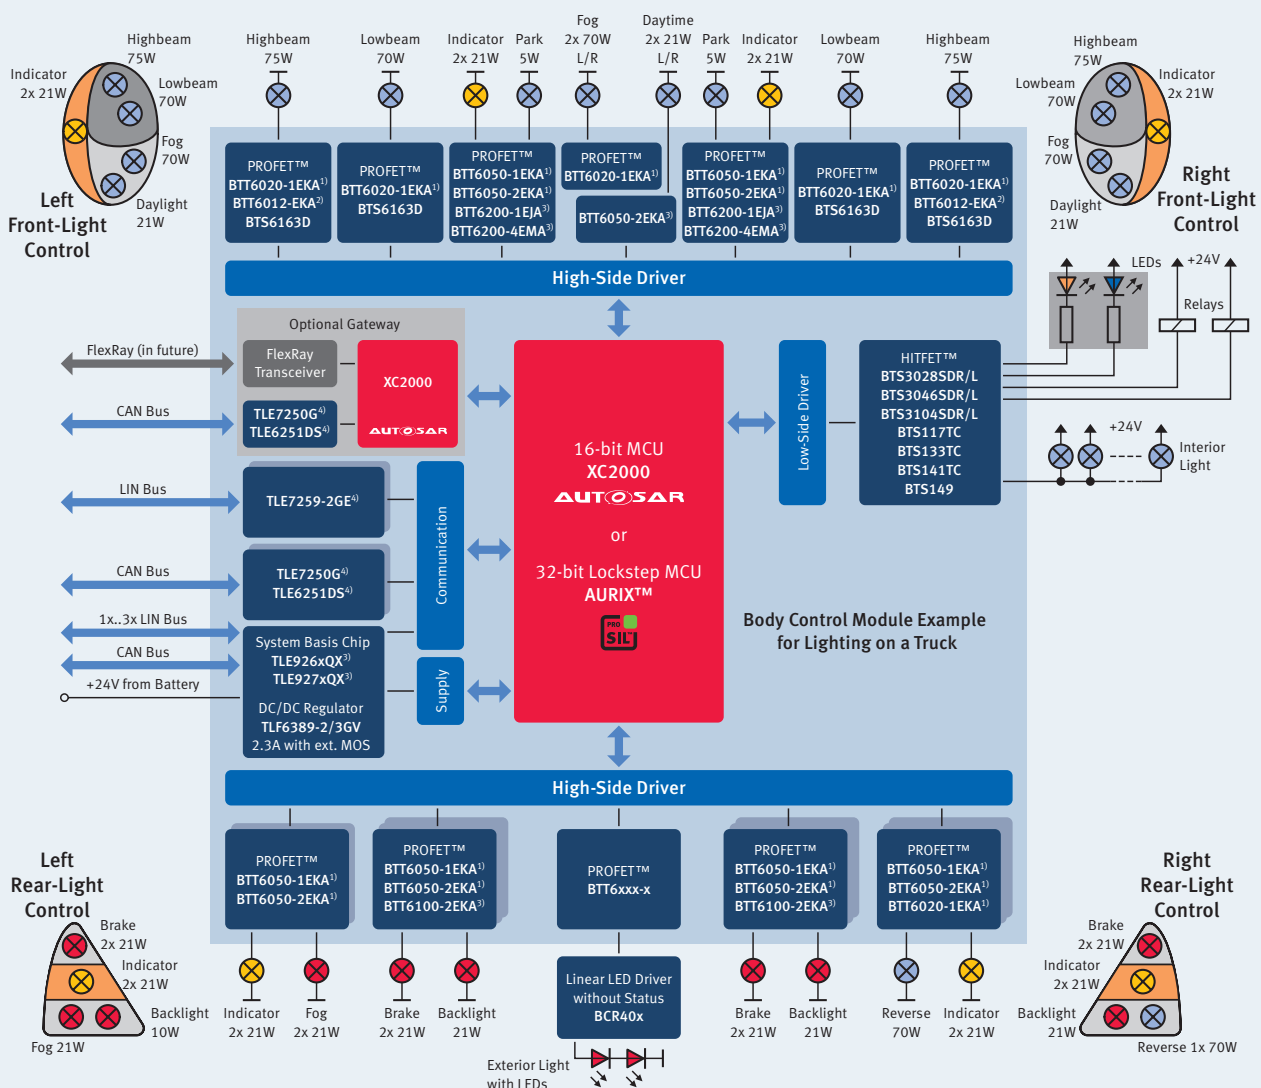 Highbeam
75W
Indicator
2x 21W
Lowbeam
70W
Fog
70W
Daylight
21W
Left
Front-Light
Control
Highbeam
75W
Lowbeam
70W
Indicator
2x 21W
Park
5W
Fog
2x 70W
L/R
Daytime
2x 21W
L/R
Park
5W
Indicator
2x 21W
Lowbeam
70W
Highbeam
75W
Highbeam
75W
Indicator
2x 21W
Lowbeam
70W
Fog
70W
Daylight
21W
Right
Front-Light
Control
PROFET™
BTT6020-1EKA1)
BTT6012-EKA2)
BTS6163D
PROFET™
BTT6020-1EKA1)
BTS6163D
PROFET™
BTT6050-1EKA1)
BTT6050-2EKA1)
BTT6200-1EJA3)
BTT6200-4EMA3)
PROFET™
BTT6020-1EKA1)
BTT6050-2EKA3)
PROFET™
BTT6050-1EKA1)
BTT6050-2EKA1)
BTT6200-1EJA3)
BTT6200-4EMA3)
PROFET™
BTT6020-1EKA1)
BTS6163D
PROFET™
BTT6020-1EKA1)
BTT6012-EKA2)
BTS6163D
High-Side Driver
LEDs
+24V
Relays
Optional Gateway
FlexRay (in future)
FlexRay
Transceiver
XC2000
AUTOSAR
CAN Bus
TLE7250G4)
TLE6251DS4)
LIN Bus
TLE7259-2GE4)
CAN Bus
TLE7250G4)
TLE6251DS4)
Communication
1x..3x LIN Bus
CAN Bus
+24V from Battery
System Basis Chip
TLE926xQX3)
TLE927xQX3)
DC/DC Regulator
TLF6389-2/3GV
2.3A with ext. MOS
Supply
16-bit MCU
XC2000
AUTOSAR
or
32-bit Lockstep MCU
AURIX™
PRO
SIL™
Low-Side Driver
HITFET™
BTS3028SDR/L
BTS3046SDR/L
BTS3104SDR/L
BTS117TC
BTS133TC
BTS141TC
BTS149
+24V
Interior
Light
Body Control Module Example
for Lighting on a Truck
High-Side Driver
PROFET™
BTT6050-1EKA1)
BTT6050-2EKA1)
PROFET™
BTT6050-1EKA1)
BTT6050-2EKA1)
BTT6100-2EKA3)
PROFET™
BTT6xxx-x
PROFET™
BTT6050-1EKA1)
BTT6050-2EKA1)
BTT6100-2EKA3)
PROFET™
BTT6050-1EKA1)
BTT6050-2EKA1)
BTT6020-1EKA1)
Left
Rear-Light
Control
Brake
2x 21W
Indicator
2x 21W
Backlight
10W
Fog 21W
Indicator
2x 21W
Fog
2x 21W
Brake
2x 21W
Backlight
21W
Linear LED Driver
without Status
BCR40x
Exterior Light
with LEDs
Brake
2x 21W
Backlight
21W
Reverse
70W
Indicator
2x 21W
Right
Rear-Light
Control
Brake
2x 21W
Indicator
2x 21W
Backlight
21W
Reverse 1x 70W